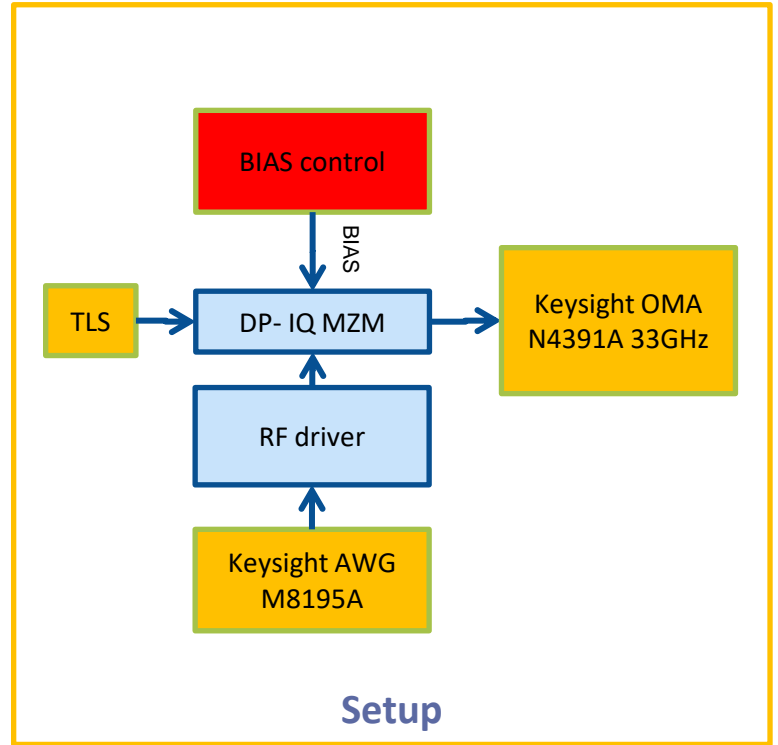 BIAS control
BIAS
TLS
DP- IQ MZM
Keysight OMA
N4391A 33GHz
RF driver
Keysight AWG
M8195A
Setup